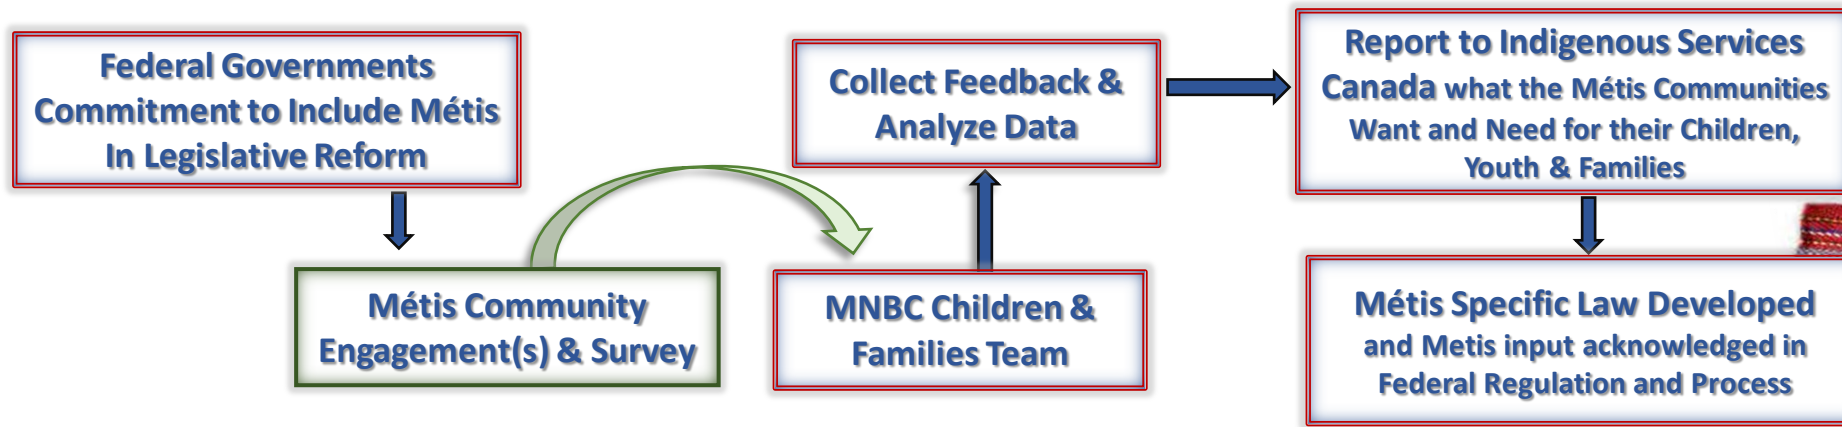 Federal Governments
Commitment to Include Métis
In Legislative Reform
Métis Community
Engagement(s) & Survey
MNBC Children &
Families Team
Collect Feedback &
Analyze Data
Report to Indigenous Services
Canada what the Métis Communities
Want and Need for their Children,
Youth & Families
Métis Specific Law Developed
and Metis input acknowledged in
Federal Regulation and Process